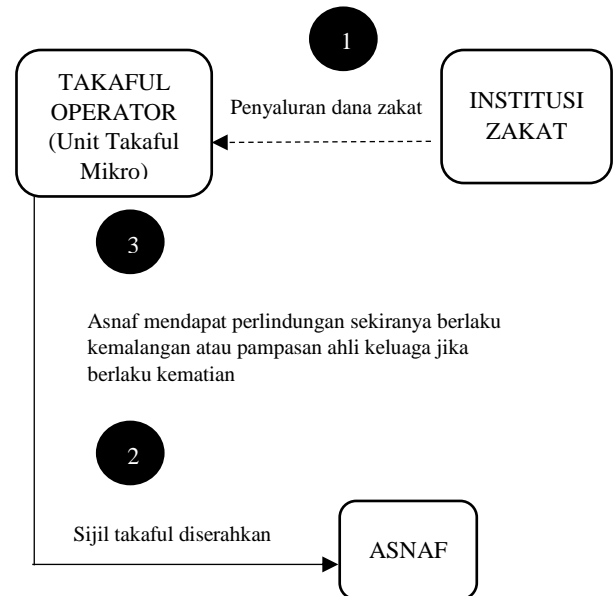 1
TAKAFUL
OPERATOR
(Unit Takaful
Mikro)
Penyaluran dana zakat
INSTITUSI
ZAKAT
3
Asnaf mendapat perlindungan sekiranya berlaku
kemalangan atau pampasan ahli keluaga jika
berlaku kematian
2
Sijil takaful diserahkan
ASNAF